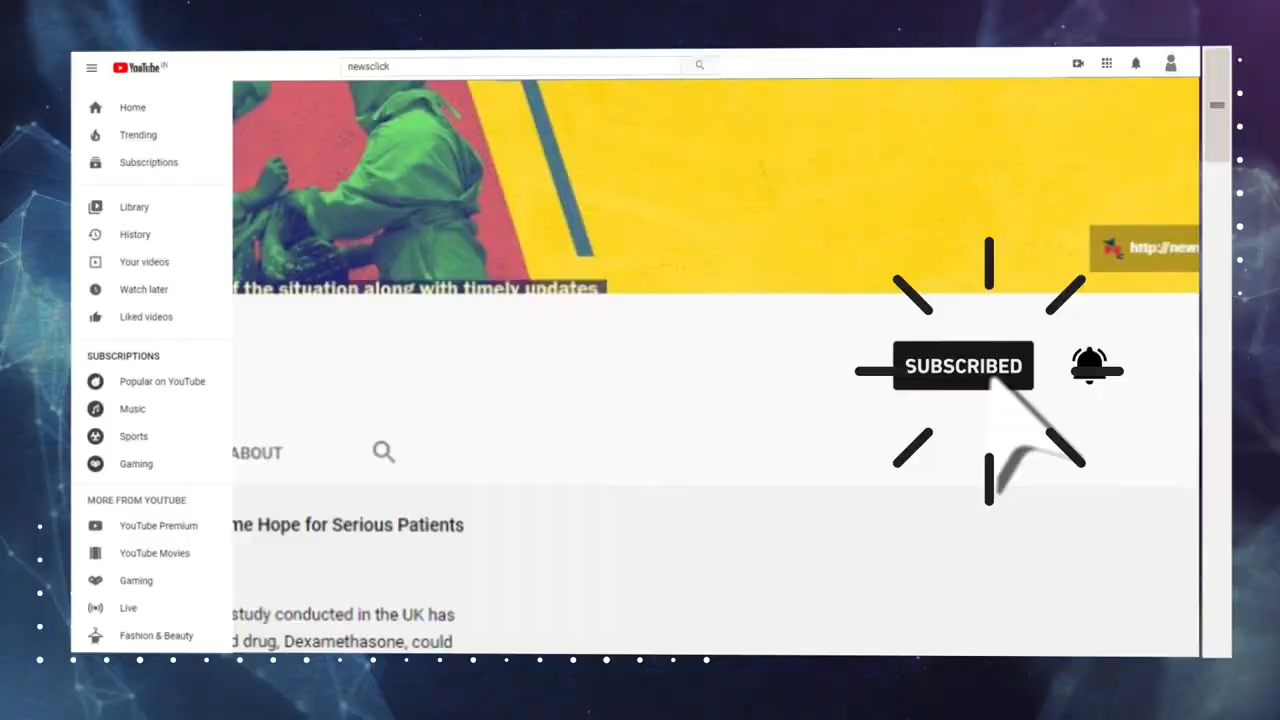 YouTube IN
newsclick
Home
Trending
Subscriptions
Library
History
Your videos
Watch later
Liked videos
SUBSCRIPTIONS
Popular on YouTube
Music
Sports
Gaming
MORE FROM YOUTUBE
YouTube Premium
YouTube Movies
Gaming
Live
Fashion & Beauty
http://new
f the situation along with timely updates
SUBSCRIBED
ABOUT
me Hope for Serious Patients
study conducted in the UK has
d drug, Dexamethasone, could